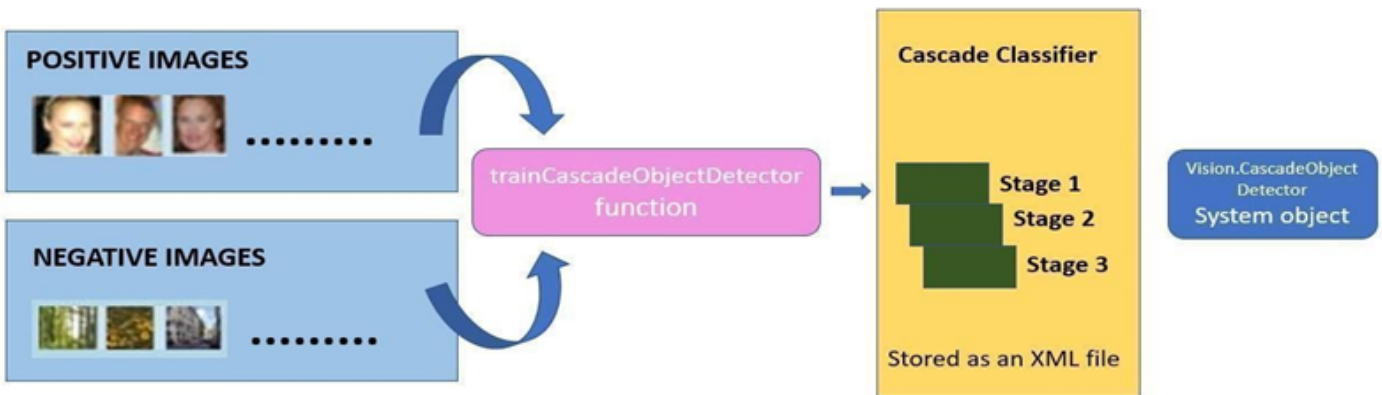 POSITIVE IMAGES
.........
NEGATIVE IMAGES
.........
trainCascadeObjectDetector
function
Cascade Classifier
Stage 1
Stage 2
Stage 3
Stored as an XML file
Vision.CascadeObject
Detector
System object